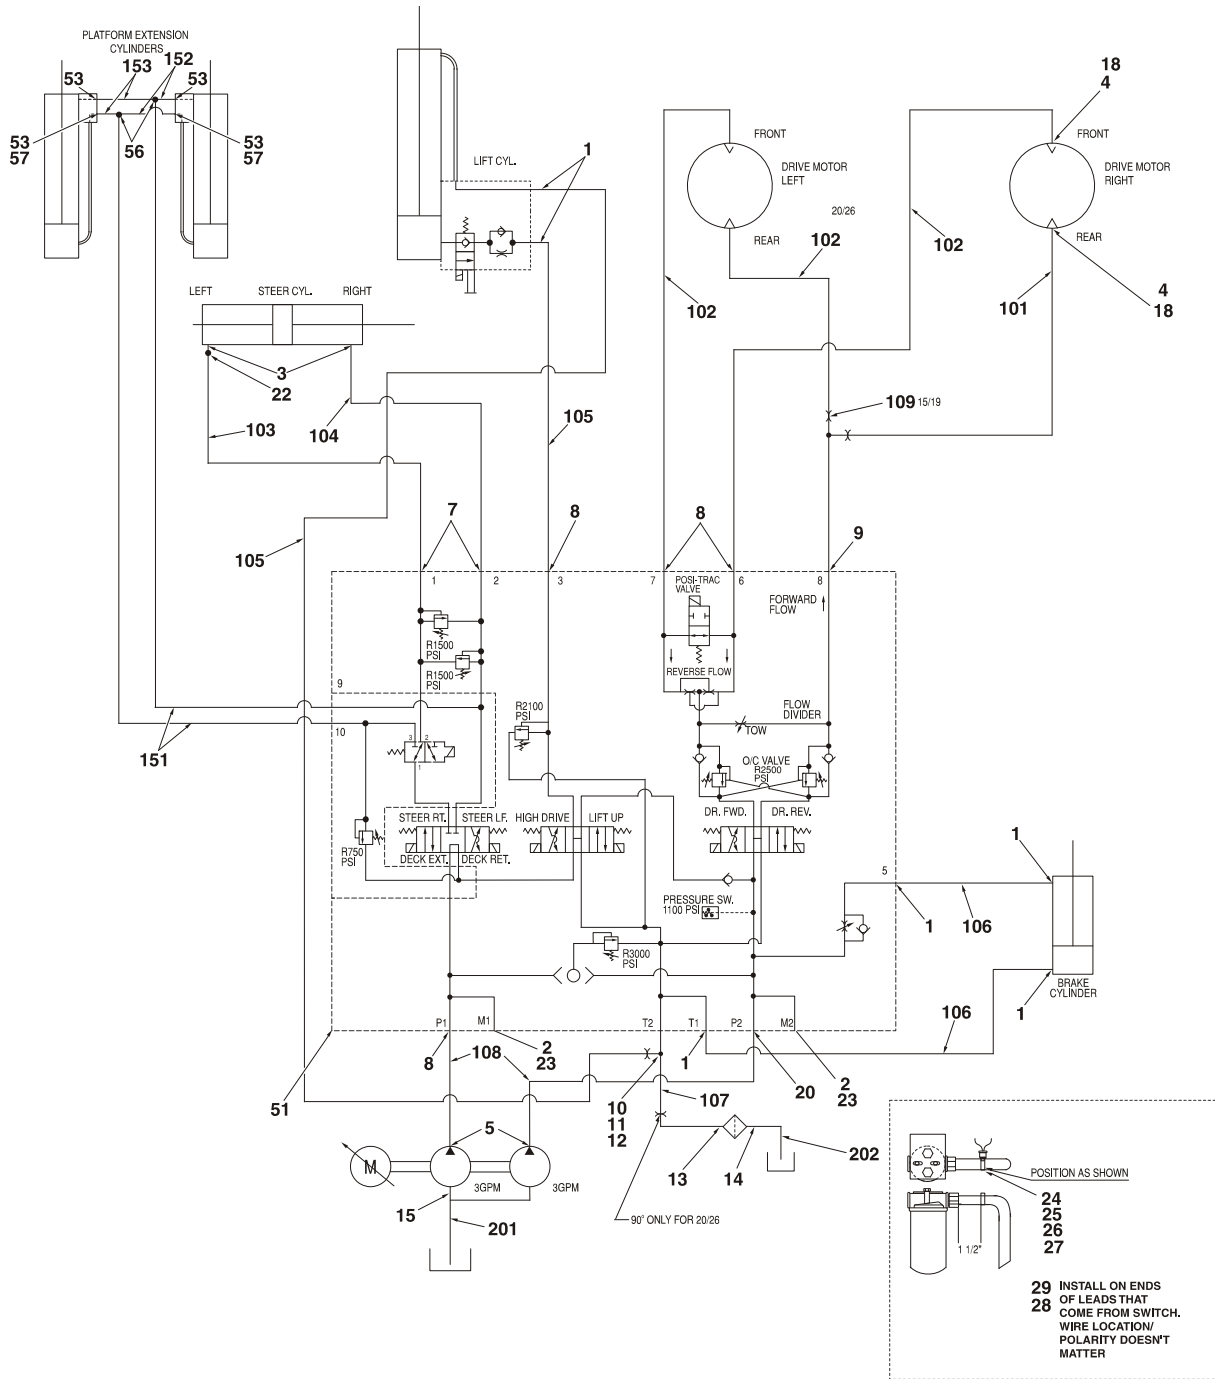 PLATFORM EXTENSION
CYLINDERS
53
153
152
53
53
57
56
53
57
LIFT CYL.
1
18
4
FRONT
DRIVE MOTOR
LEFT
20/26
REAR
102
102
FRONT
DRIVE MOTOR
RIGHT
REAR
102
101
4
18
LEFT
STEER CYL.
RIGHT
3
22
103
104
105
109 15/19
105
7
8
8
9
1
2
3
7
POSI-TRAC
VALVE
6
8
FORWARD
FLOW
R1500
PSI
R1500
PSI
REVERSE FLOW
9
10
151
R2100
PSI
FLOW
DIVIDER
TOW
3
2
1
O/C VALVE
R2500
PSI
STEER RT.
STEER LF.
HIGH DRIVE
LIFT UP
DR. FWD.
DR. REV.
R750
PSI
DECK EXT.
DECK RET.
5
PRESSURE SW.
1100 PSI
1
106
1
R3000
PSI
BRAKE
CYLINDER
1
P1
M1
T2
T1
P2
M2
106
8
108
2
23
1
20
2
23
51
10
11
12
107
5
M
3GPM
3GPM
13
14
202
15
201
90° ONLY FOR 20/26
POSITION AS SHOWN
24
25
26
27
1 1/2"
29 INSTALL ON ENDS
28 OF LEADS THAT
COME FROM SWITCH.
WIRE LOCATION/
POLARITY DOESN'T
MATTER